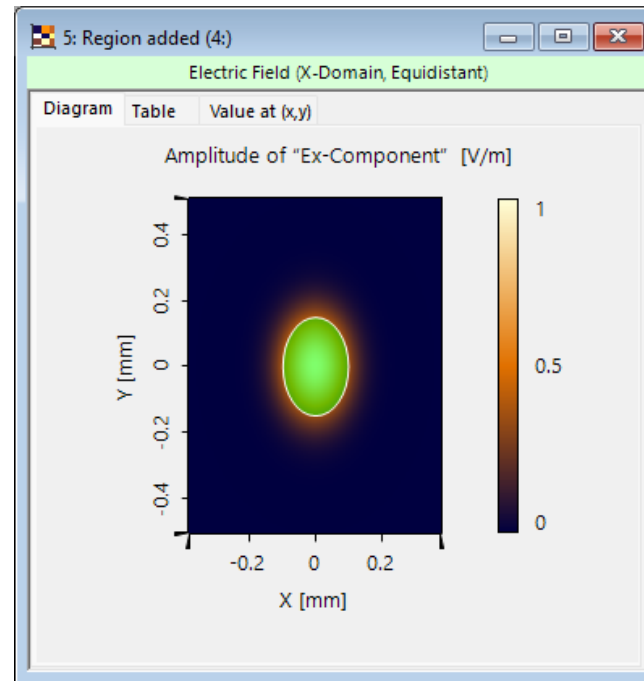 5: Region added (4:)
Electric Field (X-Domain, Equidistant)
Diagram Table Value at (x,y)
Amplitude of "Ex-Component" [V/m]
0.4
0.2
0
-0.2
-0.4
Y [mm]
-0.2 0 0.2
X [mm]
1
0.5
0